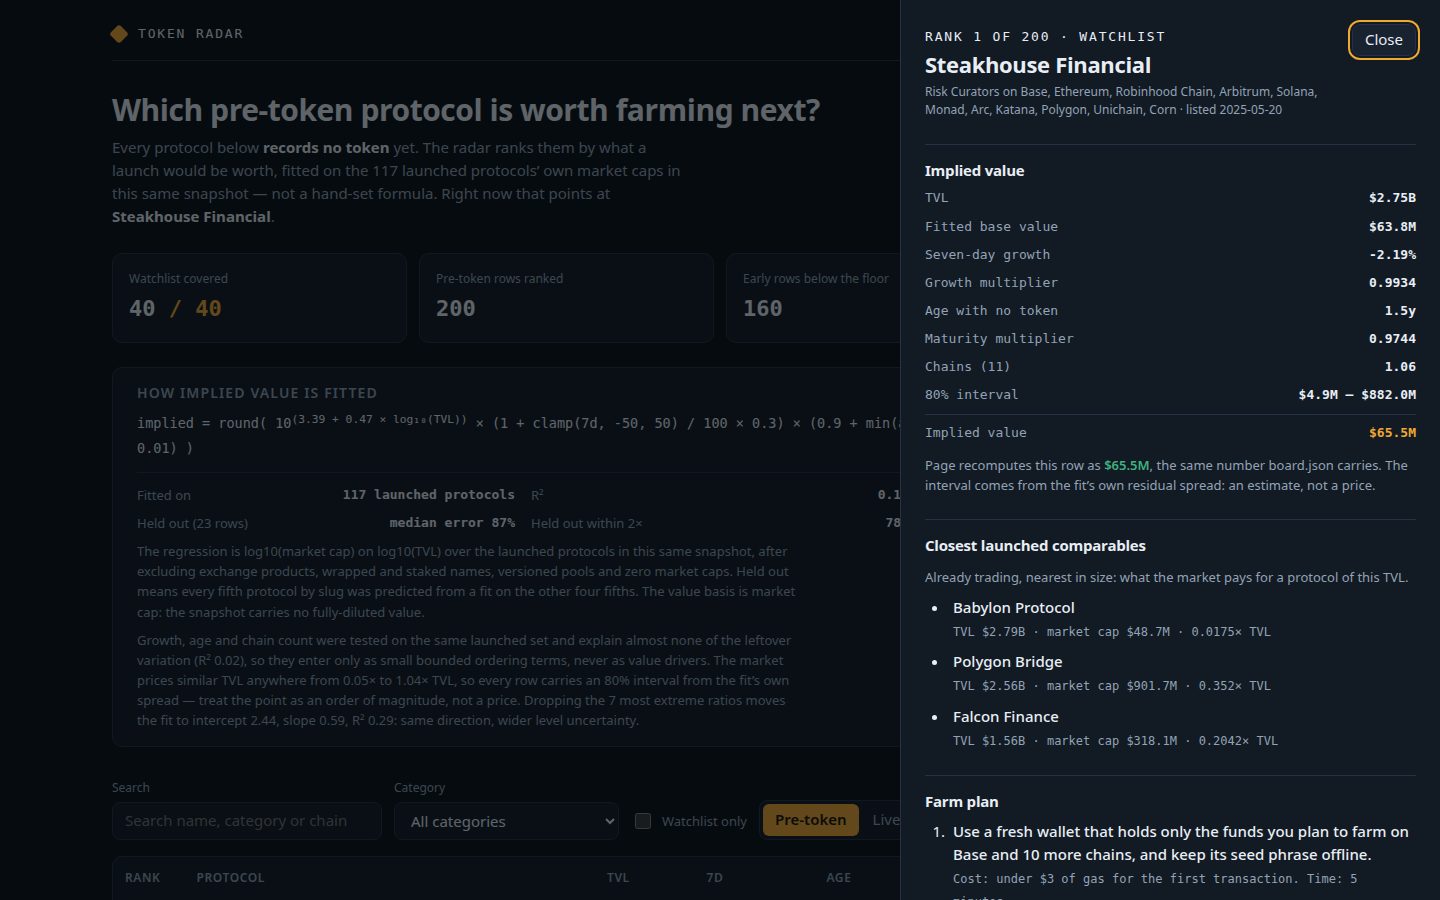 TOKEN RADAR
Which pre-token protocol is worth farming next?
Every protocol below records no token yet. The radar ranks them by what a
launch would be worth, fitted on the 117 launched protocols’ own market caps in
this same snapshot — not a hand-set formula. Right now that points at
Steakhouse Financial.
Watchlist covered
40 / 40
Pre-token rows ranked
200
Early rows below the floor
160
HOW IMPLIED VALUE IS FITTED
implied = round( 10(3.39 + 0.47 × log₁₀(TVL)) × (1 + clamp(7d, -50, 50) / 100 × 0.3) × (0.9 + min(
0.01) )
Fitted on 117 launched protocols R²
Held out (23 rows) median error 87% Held out within 2×
The regression is log10(market cap) on log10(TVL) over the launched protocols in this same snapshot, after
excluding exchange products, wrapped and staked names, versioned pools and zero market caps. Held out
means every fifth protocol by slug was predicted from a fit on the other four fifths. The value basis is market
cap: the snapshot carries no fully-diluted value.
Growth, age and chain count were tested on the same launched set and explain almost none of the leftover
variation (R² 0.02), so they enter only as small bounded ordering terms, never as value drivers. The market
prices similar TVL anywhere from 0.05× to 1.04× TVL, so every row carries an 80% interval from the fit’s own
spread — treat the point as an order of magnitude, not a price. Dropping the 7 most extreme ratios moves
the fit to intercept 2.44, slope 0.59, R² 0.29: same direction, wider level uncertainty.
Search
Category
Search name, category or chain
All categories
Watchlist only
Pre-token
Live
RANK PROTOCOL TVL 7D AGE
RANK 1 OF 200 · WATCHLIST
Close
Steakhouse Financial
Risk Curators on Base, Ethereum, Robinhood Chain, Arbitrum, Solana,
Monad, Arc, Katana, Polygon, Unichain, Corn · listed 2025-05-20
Implied value
TVL $2.75B
Fitted base value $63.8M
Seven-day growth -2.19%
Growth multiplier 0.9934
Age with no token 1.5y
Maturity multiplier 0.9744
Chains (11) 1.06
80% interval $4.9M — $882.0M
Implied value $65.5M
Page recomputes this row as $65.5M, the same number board.json carries. The
interval comes from the fit’s own residual spread: an estimate, not a price.
Closest launched comparables
Already trading, nearest in size: what the market pays for a protocol of this TVL.
• Babylon Protocol
TVL $2.79B · market cap $48.7M · 0.0175× TVL
• Polygon Bridge
TVL $2.56B · market cap $901.7M · 0.352× TVL
• Falcon Finance
TVL $1.56B · market cap $318.1M · 0.2042× TVL
Farm plan
1. Use a fresh wallet that holds only the funds you plan to farm on
Base and 10 more chains, and keep its seed phrase offline.
Cost: under $3 of gas for the first transaction. Time: 5